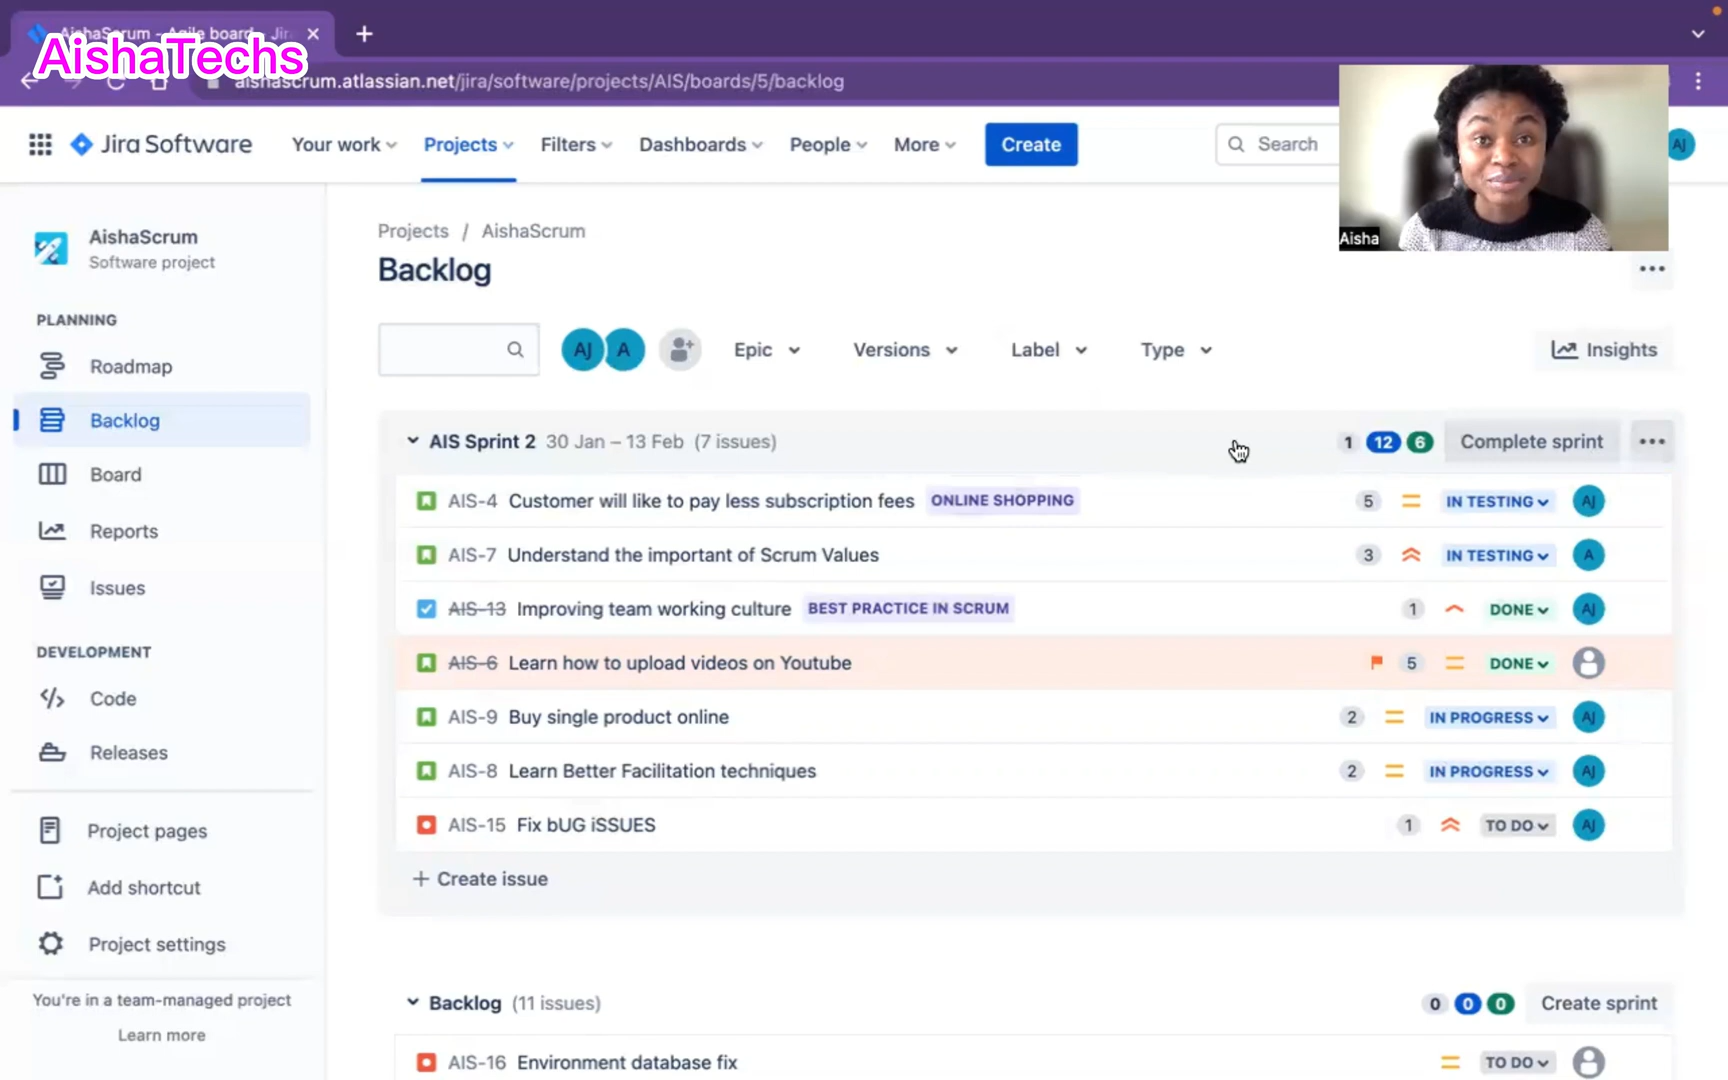 AishaScrum - Agile board - Jir
AishaTechs
aishascrum.atlassian.net/jira/software/projects/AIS/boards/5/backlog
Jira Software
Your work
Projects
Filters
Dashboards
People
More
Create
Search
AJ
Aisha
AishaScrum
Software project
PLANNING
Roadmap
Backlog
Board
Reports
Issues
DEVELOPMENT
Code
Releases
Project pages
Add shortcut
Project settings
You're in a team-managed project
Learn more
Projects / AishaScrum
Backlog
AJ A Epic Versions Label Type Insights
AIS Sprint 2 30 Jan – 13 Feb (7 issues) 1 12 6 Complete sprint
AIS-4 Customer will like to pay less subscription fees ONLINE SHOPPING 5 IN TESTING AJ
AIS-7 Understand the important of Scrum Values 3 IN TESTING A
AIS-13 Improving team working culture BEST PRACTICE IN SCRUM 1 DONE AJ
AIS-6 Learn how to upload videos on Youtube 5 DONE
AIS-9 Buy single product online 2 IN PROGRESS AJ
AIS-8 Learn Better Facilitation techniques 2 IN PROGRESS AJ
AIS-15 Fix bUG iSSUES 1 TO DO AJ
+ Create issue
Backlog (11 issues) 0 0 0 Create sprint
AIS-16 Environment database fix TO DO